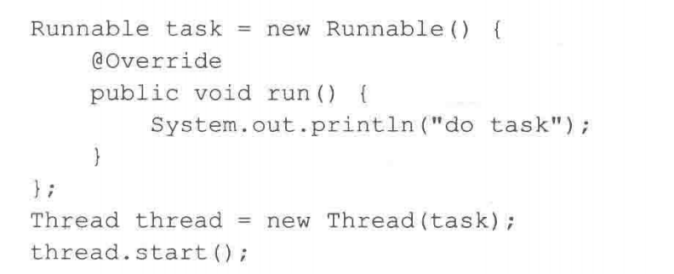 Runnable task = new Runnable() {
    @Override
    public void run() {
        System.out.println("do task");
    }
};
Thread thread = new Thread(task);
thread.start();